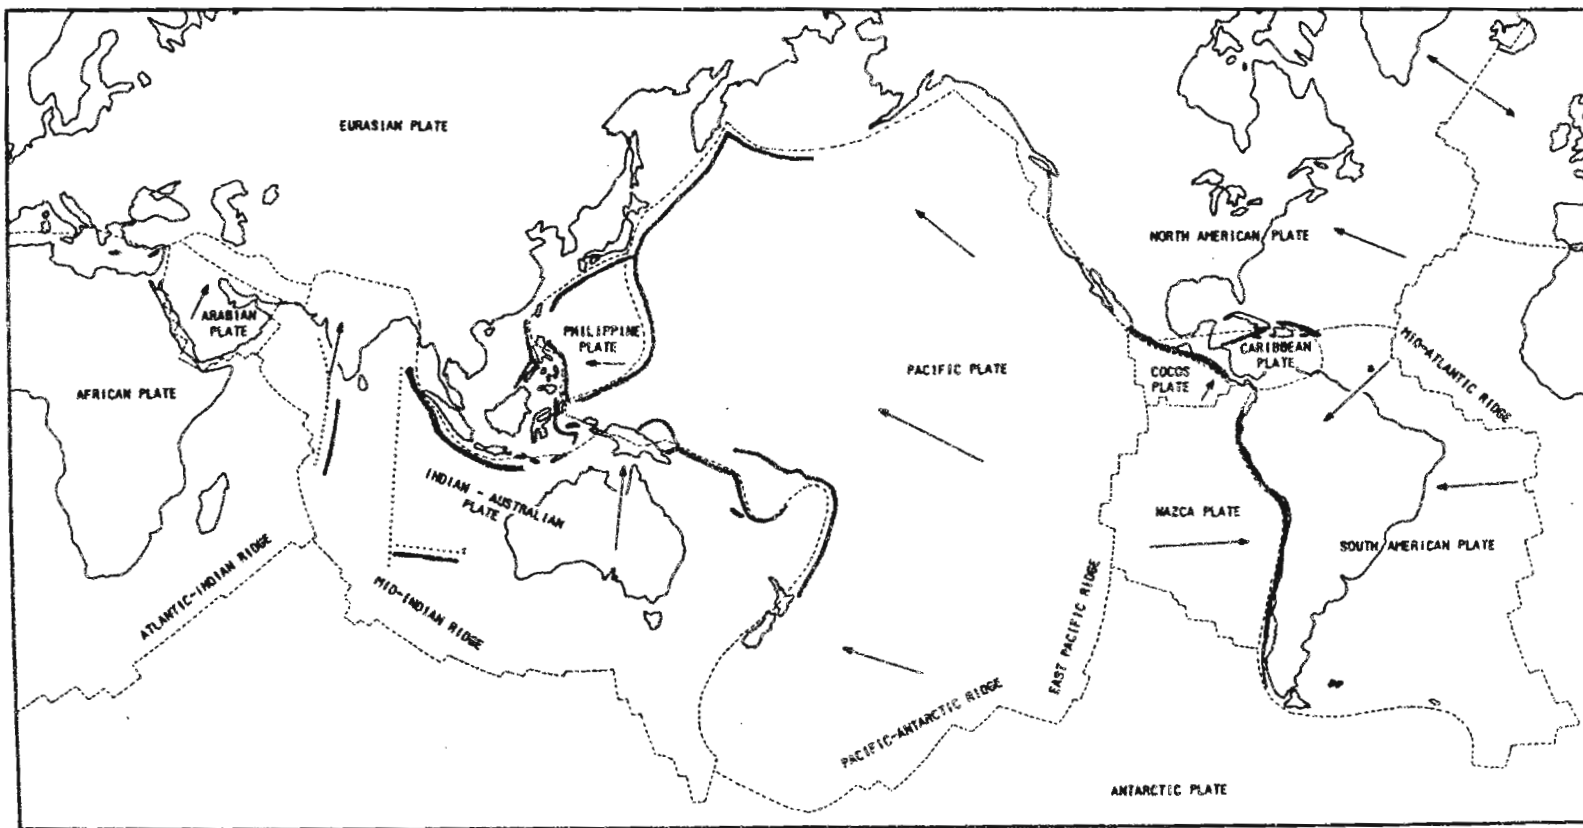 EURASIAN PLATE
NORTH AMERICAN PLATE
ARABIAN
PLATE
PHILIPPINE
PLATE
CARIBBEAN
PLATE
COCOS
PLATE
PACIFIC PLATE
AFRICAN PLATE
MID-ATLANTIC RIDGE
INDIAN - AUSTRALIAN
PLATE
NAZCA PLATE
SOUTH AMERICAN PLATE
ATLANTIC-INDIAN RIDGE
MID-INDIAN RIDGE
EAST PACIFIC RIDGE
PACIFIC-ANTARCTIC RIDGE
ANTARCTIC PLATE